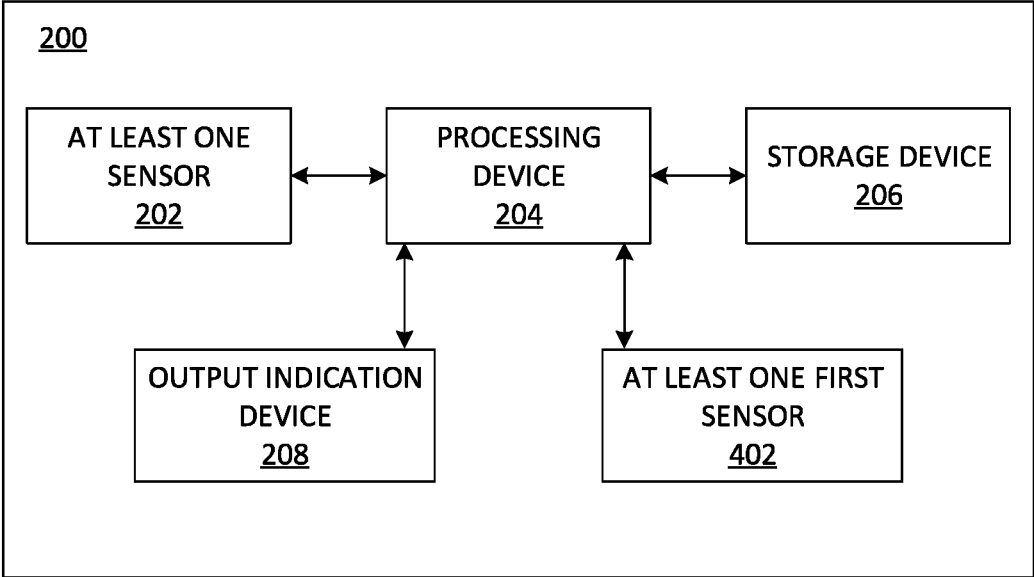 200
AT LEAST ONE
SENSOR
202
PROCESSING
DEVICE
204
STORAGE DEVICE
206
OUTPUT INDICATION
DEVICE
208
AT LEAST ONE FIRST
SENSOR
402